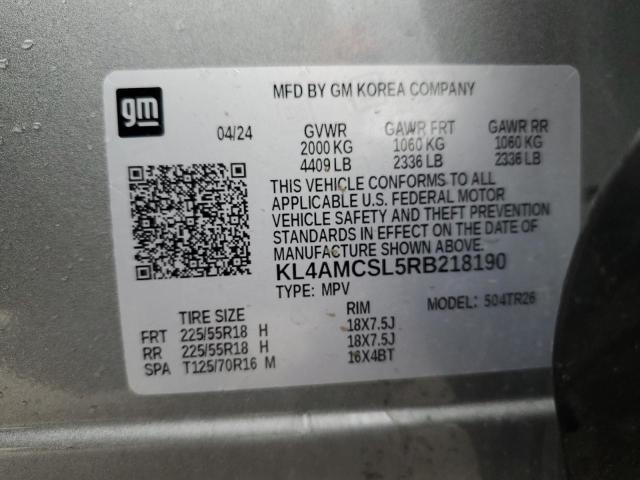 gm
MFD BY GM KOREA COMPANY
04/24 GVWR GAWR FRT GAWR RR
2000 KG 1060 KG 1060 KG
4409 LB 2336 LB 2336 LB
THIS VEHICLE CONFORMS TO ALL
APPLICABLE U.S. FEDERAL MOTOR
VEHICLE SAFETY AND THEFT PREVENTION
STANDARDS IN EFFECT ON THE DATE OF
MANUFACTURE SHOWN ABOVE.
KL4AMCSL5RB218190
TYPE: MPV MODEL: 504TR26
TIRE SIZE RIM
FRT 225/55R18 H 18X7.5J
RR 225/55R18 H 18X7.5J
SPA T125/70R16 M 16X4BT